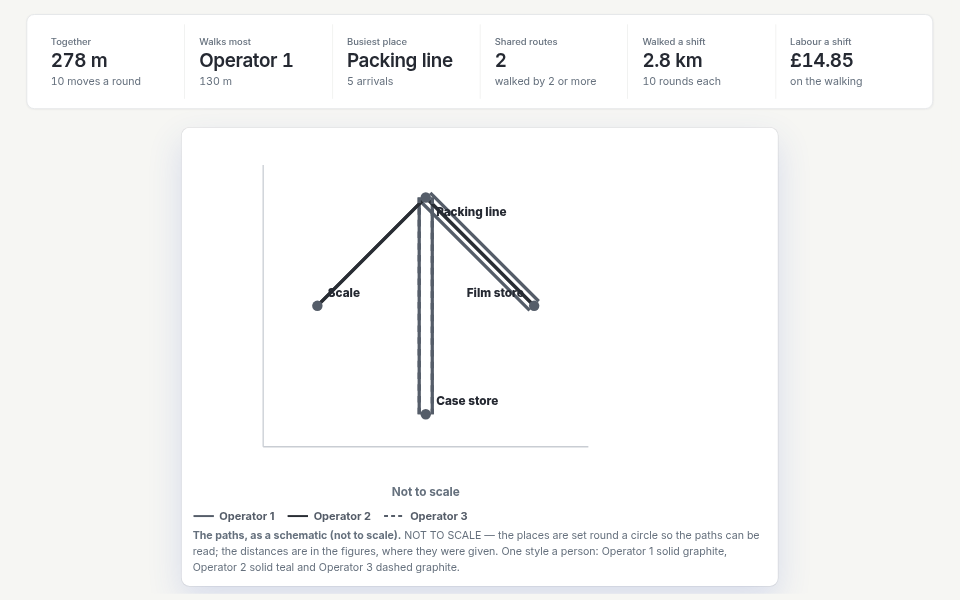 Together
278 m
10 moves a round
Walks most
Operator 1
130 m
Busiest place
Packing line
5 arrivals
Shared routes
2
walked by 2 or more
Walked a shift
2.8 km
10 rounds each
Labour a shift
£14.85
on the walking
Packing line
Scale
Film store
Case store
Not to scale
Operator 1
Operator 2
Operator 3
The paths, as a schematic (not to scale). NOT TO SCALE — the places are set round a circle so the paths can be
read; the distances are in the figures, where they were given. One style a person: Operator 1 solid graphite,
Operator 2 solid teal and Operator 3 dashed graphite.